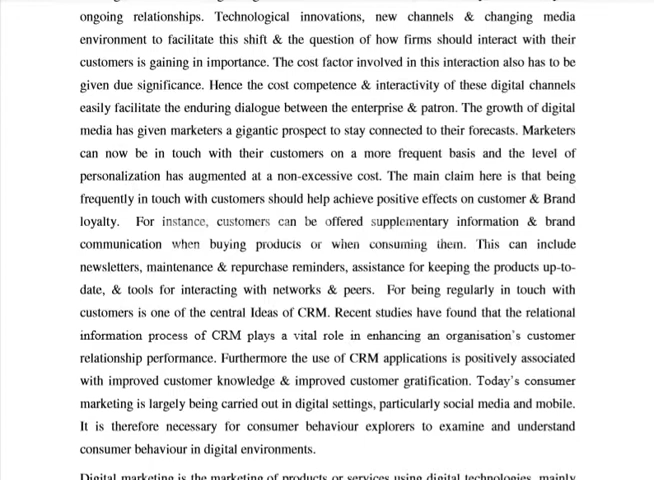 ongoing relationships. Technological innovations, new channels & changing media
environment to facilitate this shift & the question of how firms should interact with their
customers is gaining in importance. The cost factor involved in this interaction also has to be
given due significance. Hence the cost competence & interactivity of these digital channels
easily facilitate the enduring dialogue between the enterprise & patron. The growth of digital
media has given marketers a gigantic prospect to stay connected to their forecasts. Marketers
can now be in touch with their customers on a more frequent basis and the level of
personalization has augmented at a non-excessive cost. The main claim here is that being
frequently in touch with customers should help achieve positive effects on customer & Brand
loyalty. For instance, customers can be offered supplementary information & brand
communication when buying products or when consuming them. This can include
newsletters, maintenance & repurchase reminders, assistance for keeping the products up-to-
date, & tools for interacting with networks & peers. For being regularly in touch with
customers is one of the central Ideas of CRM. Recent studies have found that the relational
information process of CRM plays a vital role in enhancing an organisation's customer
relationship performance. Furthermore the use of CRM applications is positively associated
with improved customer knowledge & improved customer gratification. Today's consumer
marketing is largely being carried out in digital settings, particularly social media and mobile.
It is therefore necessary for consumer behaviour explorers to examine and understand
consumer behaviour in digital environments.
Digital marketing is the marketing of products or services using digital technologies, mainly